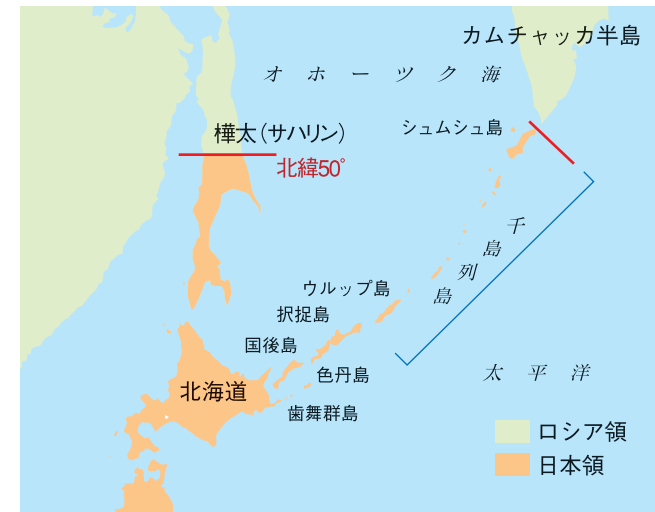 カムチャッカ半島
オホーツク海
シュムシュ島
樺太(サハリン)
北緯50°
千島列島
ウルップ島
択捉島
国後島
色丹島
太平洋
北海道
歯舞群島
ロシア領
日本領